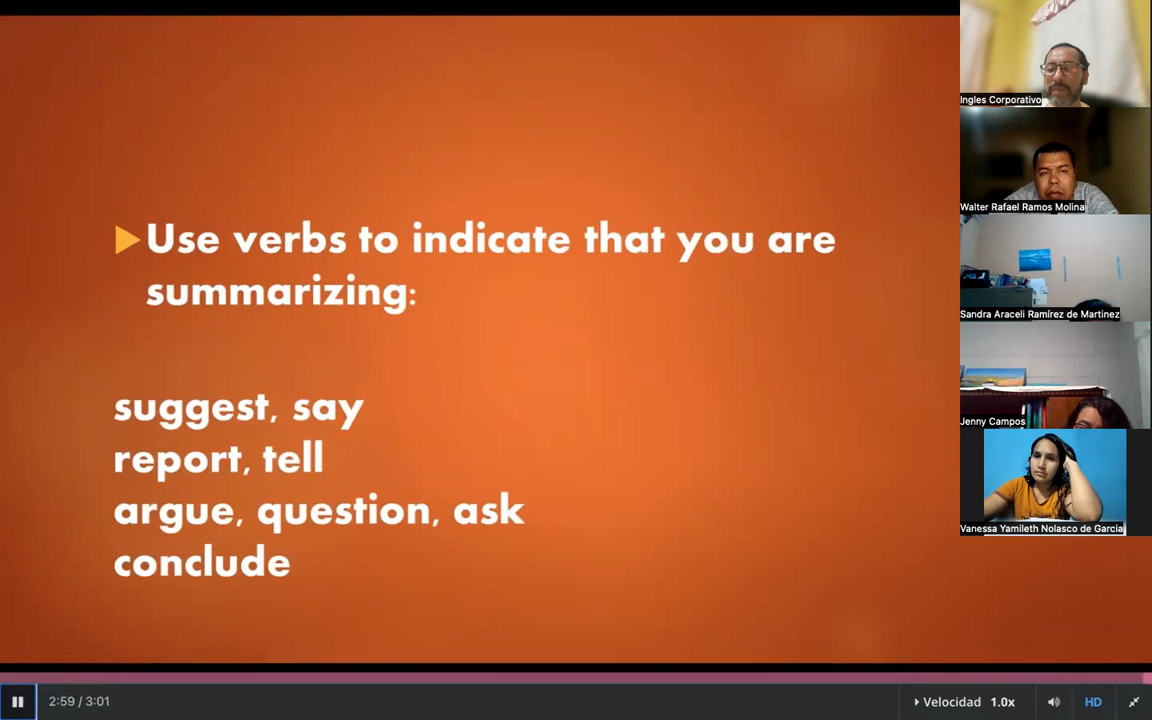 Use verbs to indicate that you are
summarizing:
suggest, say
report, tell
argue, question, ask
conclude
Ingles Corporativo
Walter Rafael Ramos Molina
Sandra Araceli Ramírez de Martinez
Jenny Campos
Vanessa Yamileth Nolasco de Garcia
2:59 / 3:01
Velocidad 1.0x
HD